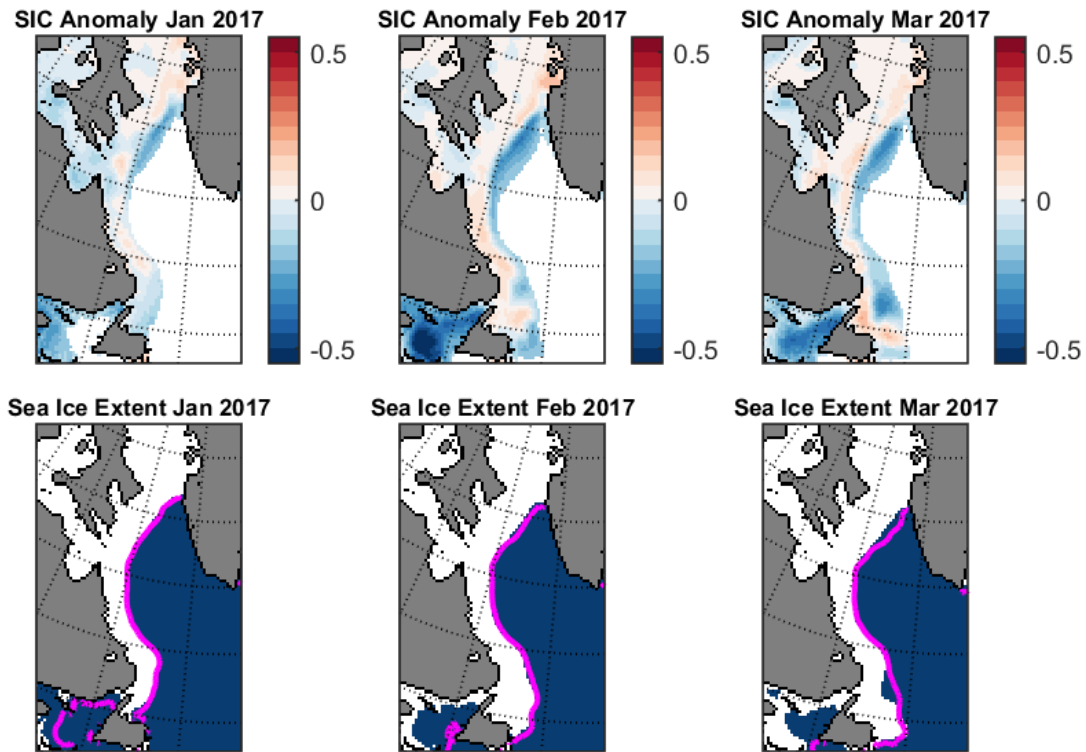 SIC Anomaly Jan 2017
SIC Anomaly Feb 2017
SIC Anomaly Mar 2017
0.5
0
-0.5
0.5
0
-0.5
0.5
0
-0.5
Sea Ice Extent Jan 2017
Sea Ice Extent Feb 2017
Sea Ice Extent Mar 2017